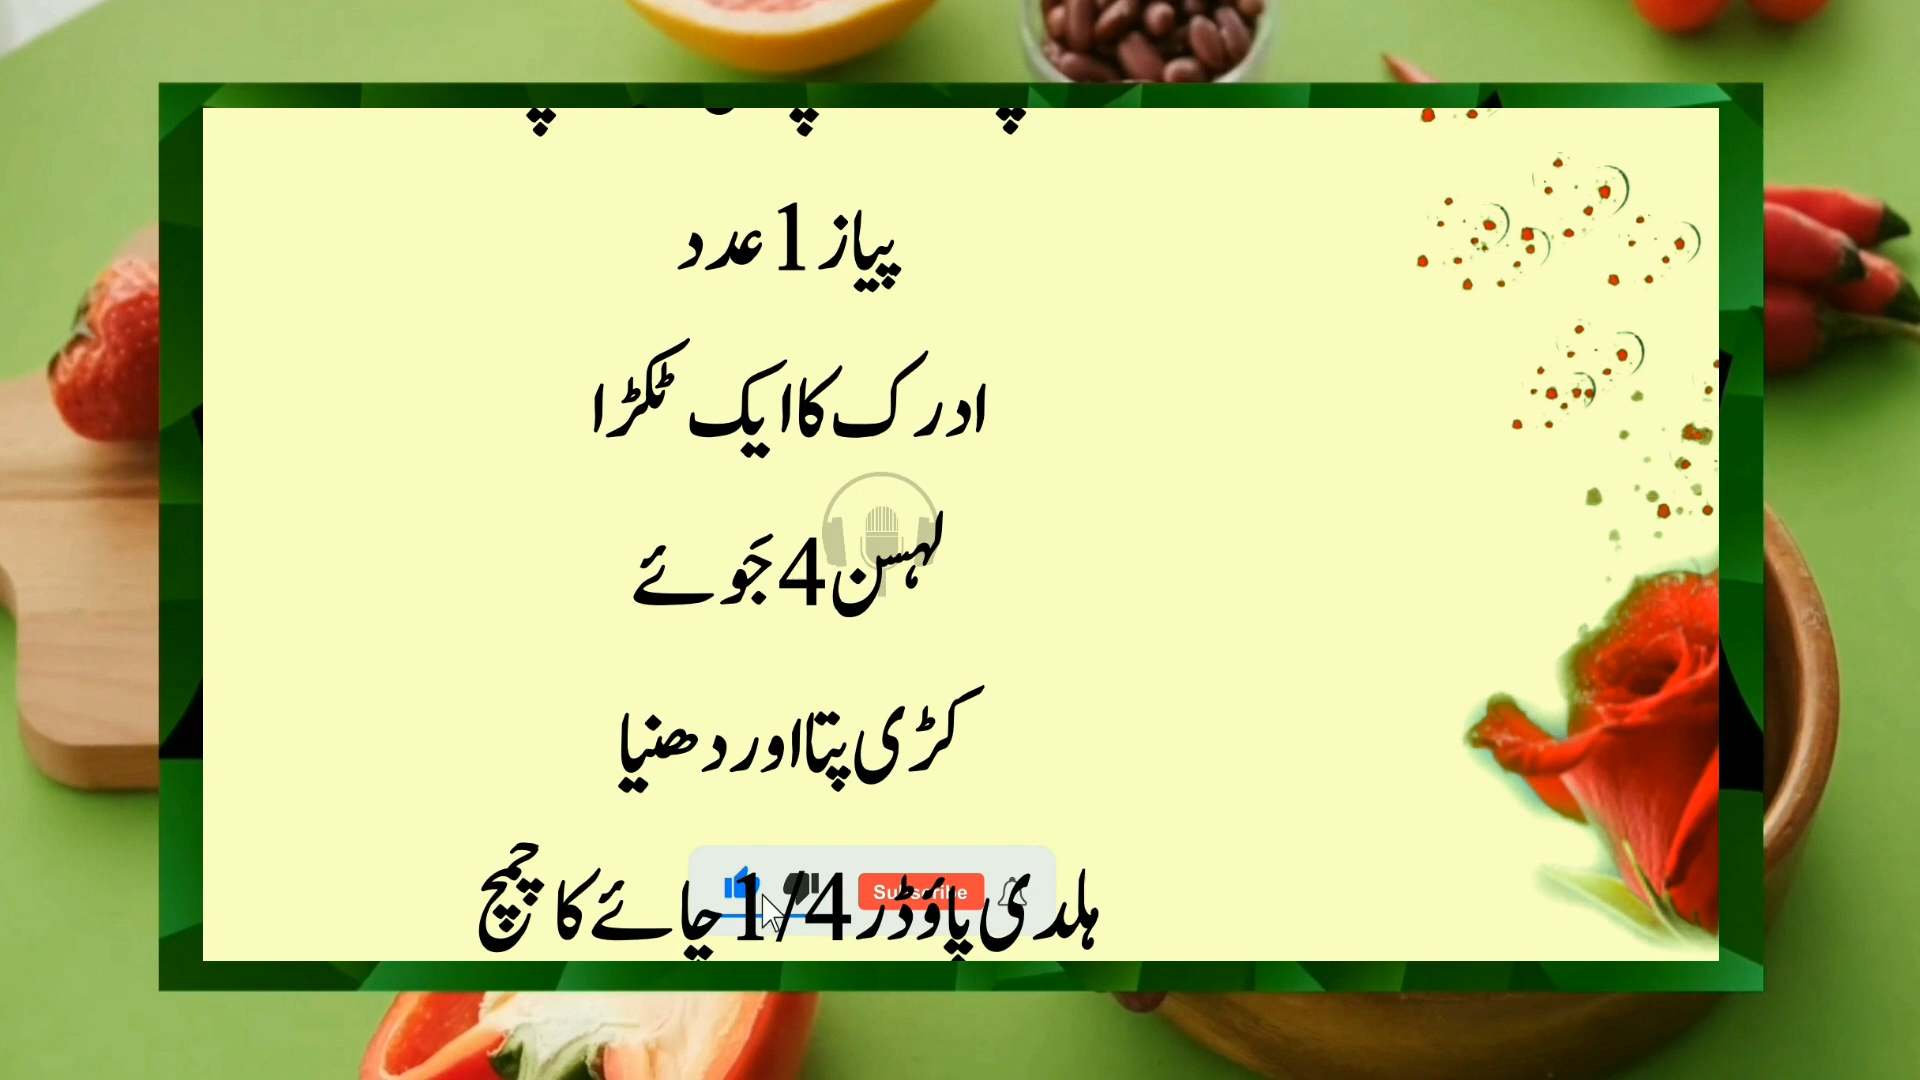 پیاز 1 عدد
ادرک کا ایک ٹکڑا
لہسن 4 جَوئے
کڑی پتا اور دھنیا
ہلدی پاؤڈر 1/4 چائے کا چمچ
Subscribe